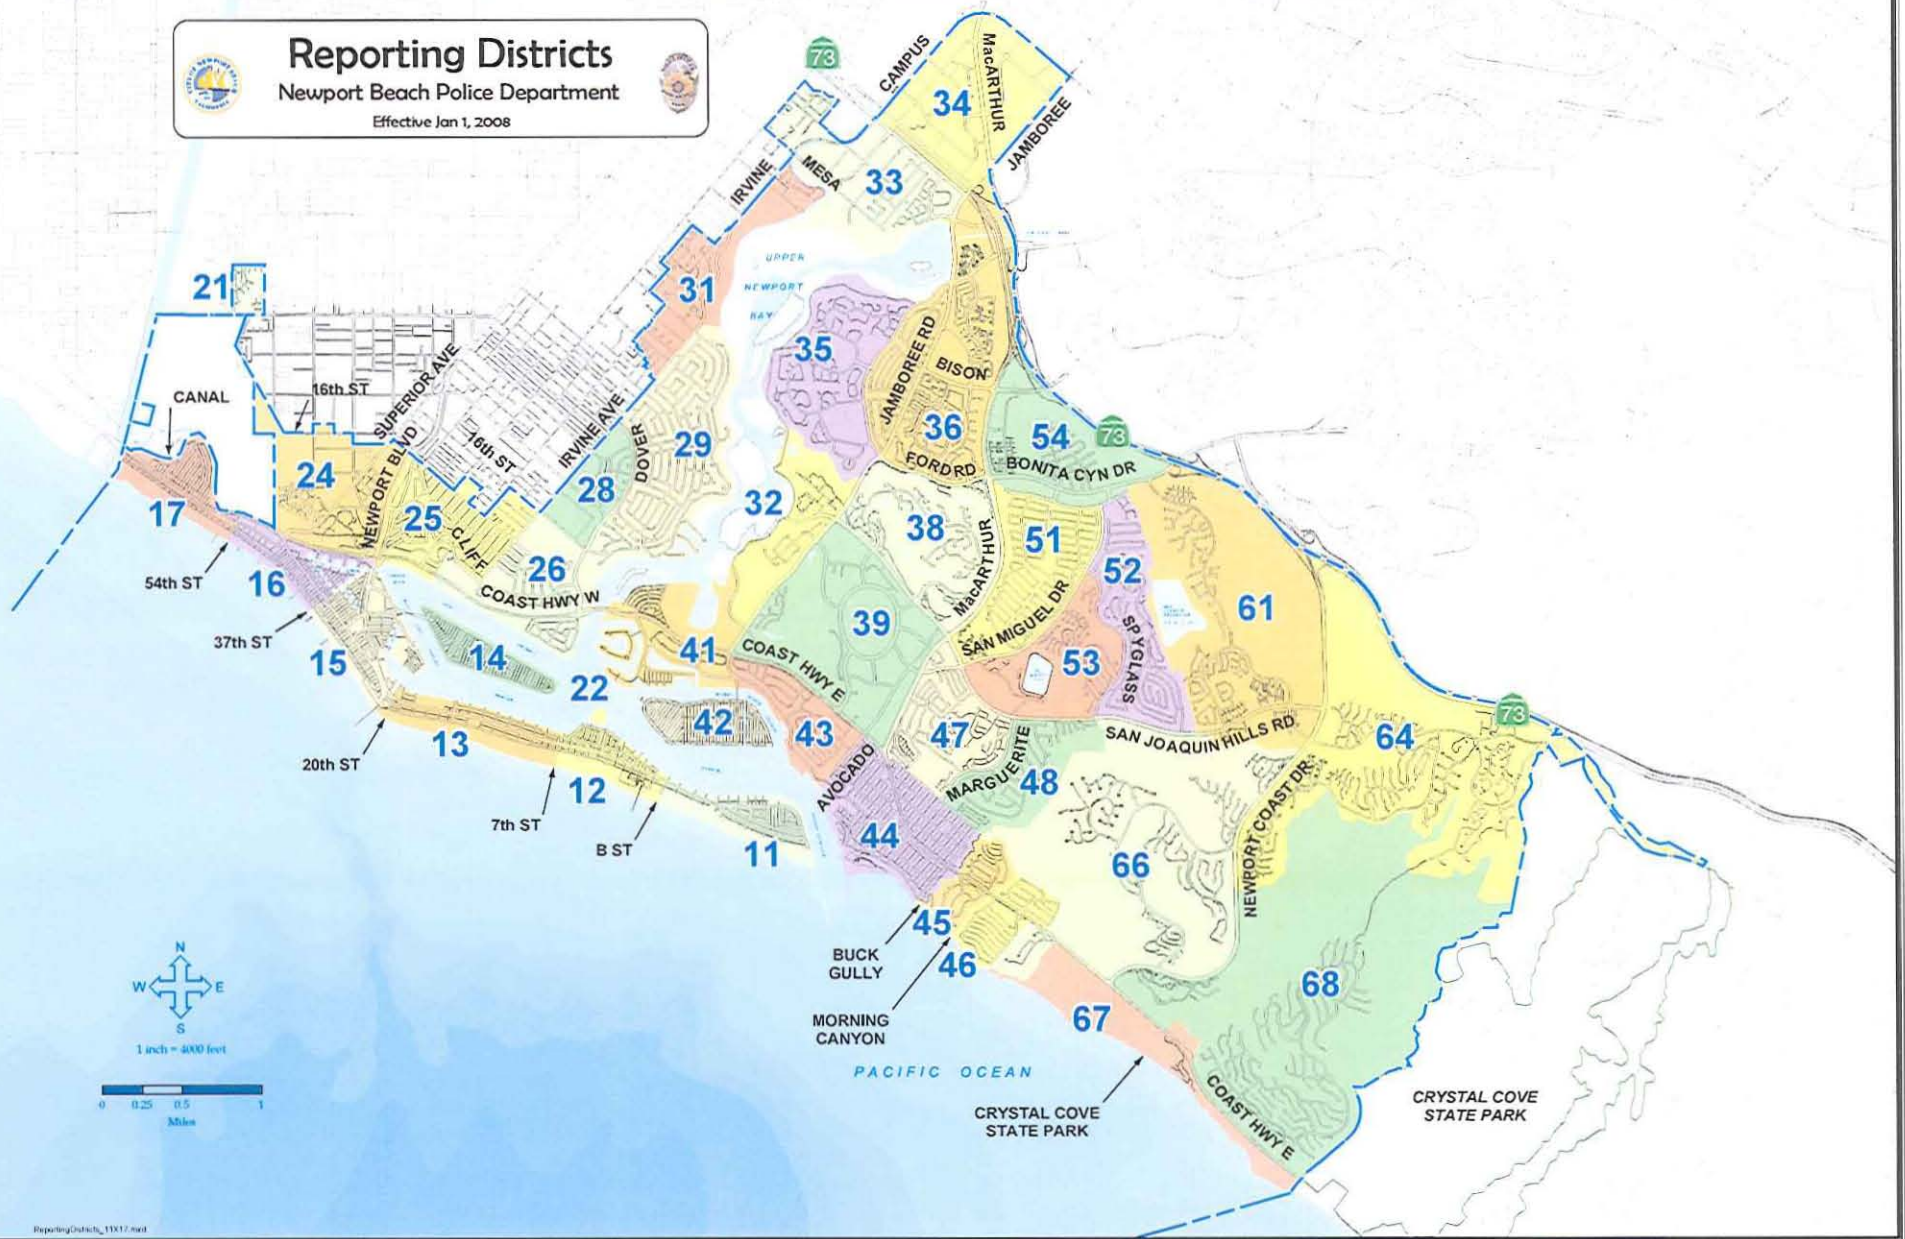 Reporting Districts
Newport Beach Police Department
Effective Jan 1, 2008
73
CAMPUS
MacARTHUR
34
JAMBOREE
IRVINE
MESA
33
21
31
UPPER
NEWPORT
BAY
35
JAMBOREE RD
BISON
CANAL
16th ST
SUPERIOR AVE
16th ST
IRVINE AVE
DOVER
29
36
54
73
FORD RD
BONITA CYN DR
24
NEWPORT BLVD
28
32
17
25
CLIFF
38
MacARTHUR
51
54th ST
16
26
52
COAST HWY W
61
37th ST
39
SAN MIGUEL DR
SPYGLASS
15
14
41
COAST HWY E
53
22
42
43
47
73
13
20th ST
SAN JOAQUIN HILLS RD
64
AVOCADO
MARGUERITE
48
12
7th ST
NEWPORT COAST DR
B ST
11
44
66
45
BUCK
GULLY
46
68
N
W
E
S
1 inch = 4000 feet
67
MORNING
CANYON
PACIFIC OCEAN
0
0.25
0.5
1
Miles
CRYSTAL COVE
STATE PARK
COAST HWY E
CRYSTAL COVE
STATE PARK
ReportingDistricts_11X17.mxd